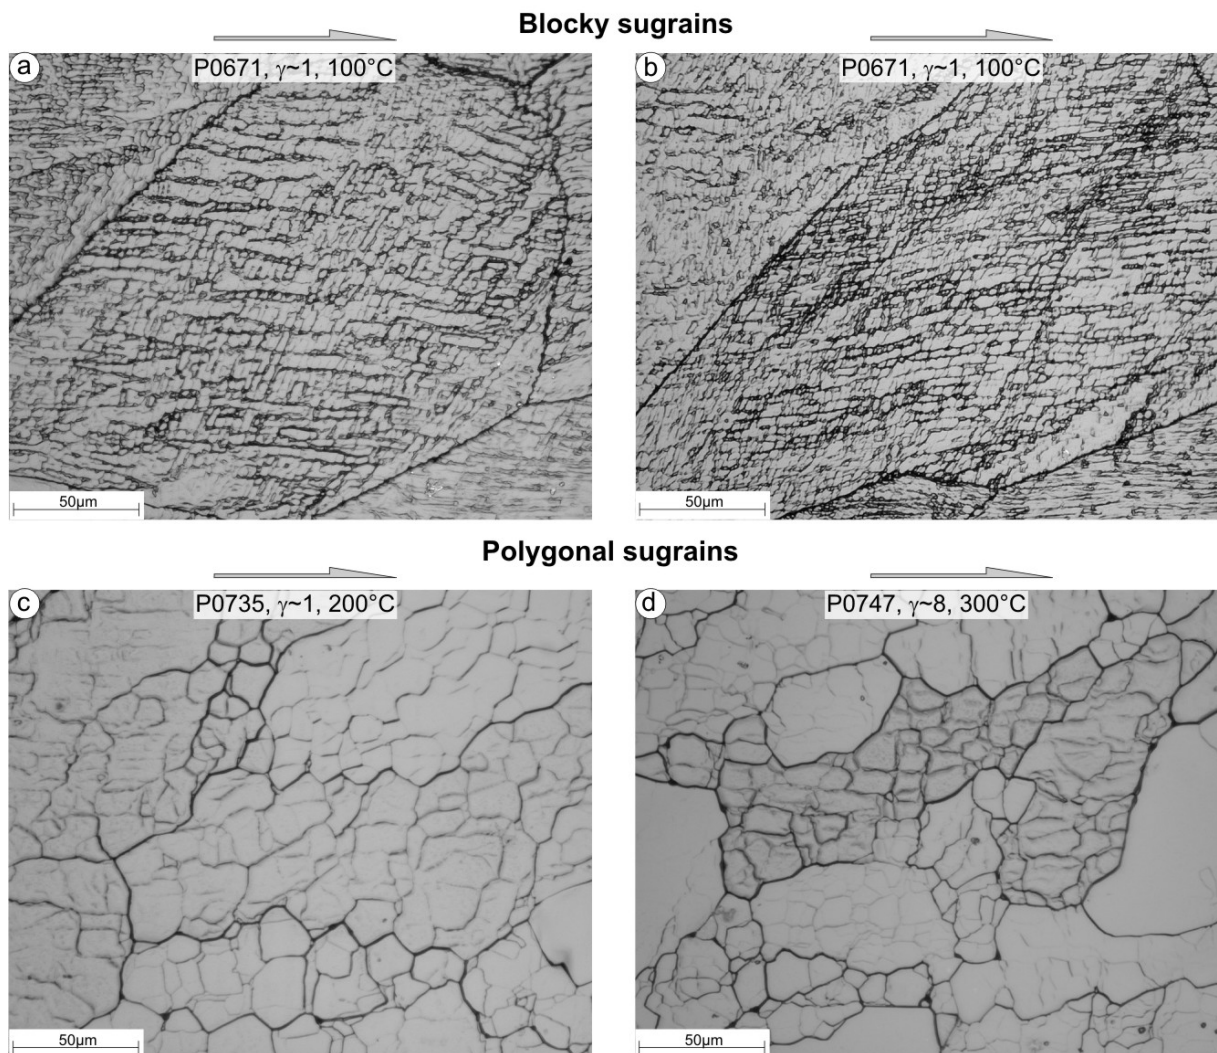 Blocky sugrains
a
P0671, γ~1, 100°C
50µm
b
P0671, γ~1, 100°C
50µm
Polygonal sugrains
c
P0735, γ~1, 200°C
50µm
d
P0747, γ~8, 300°C
50µm